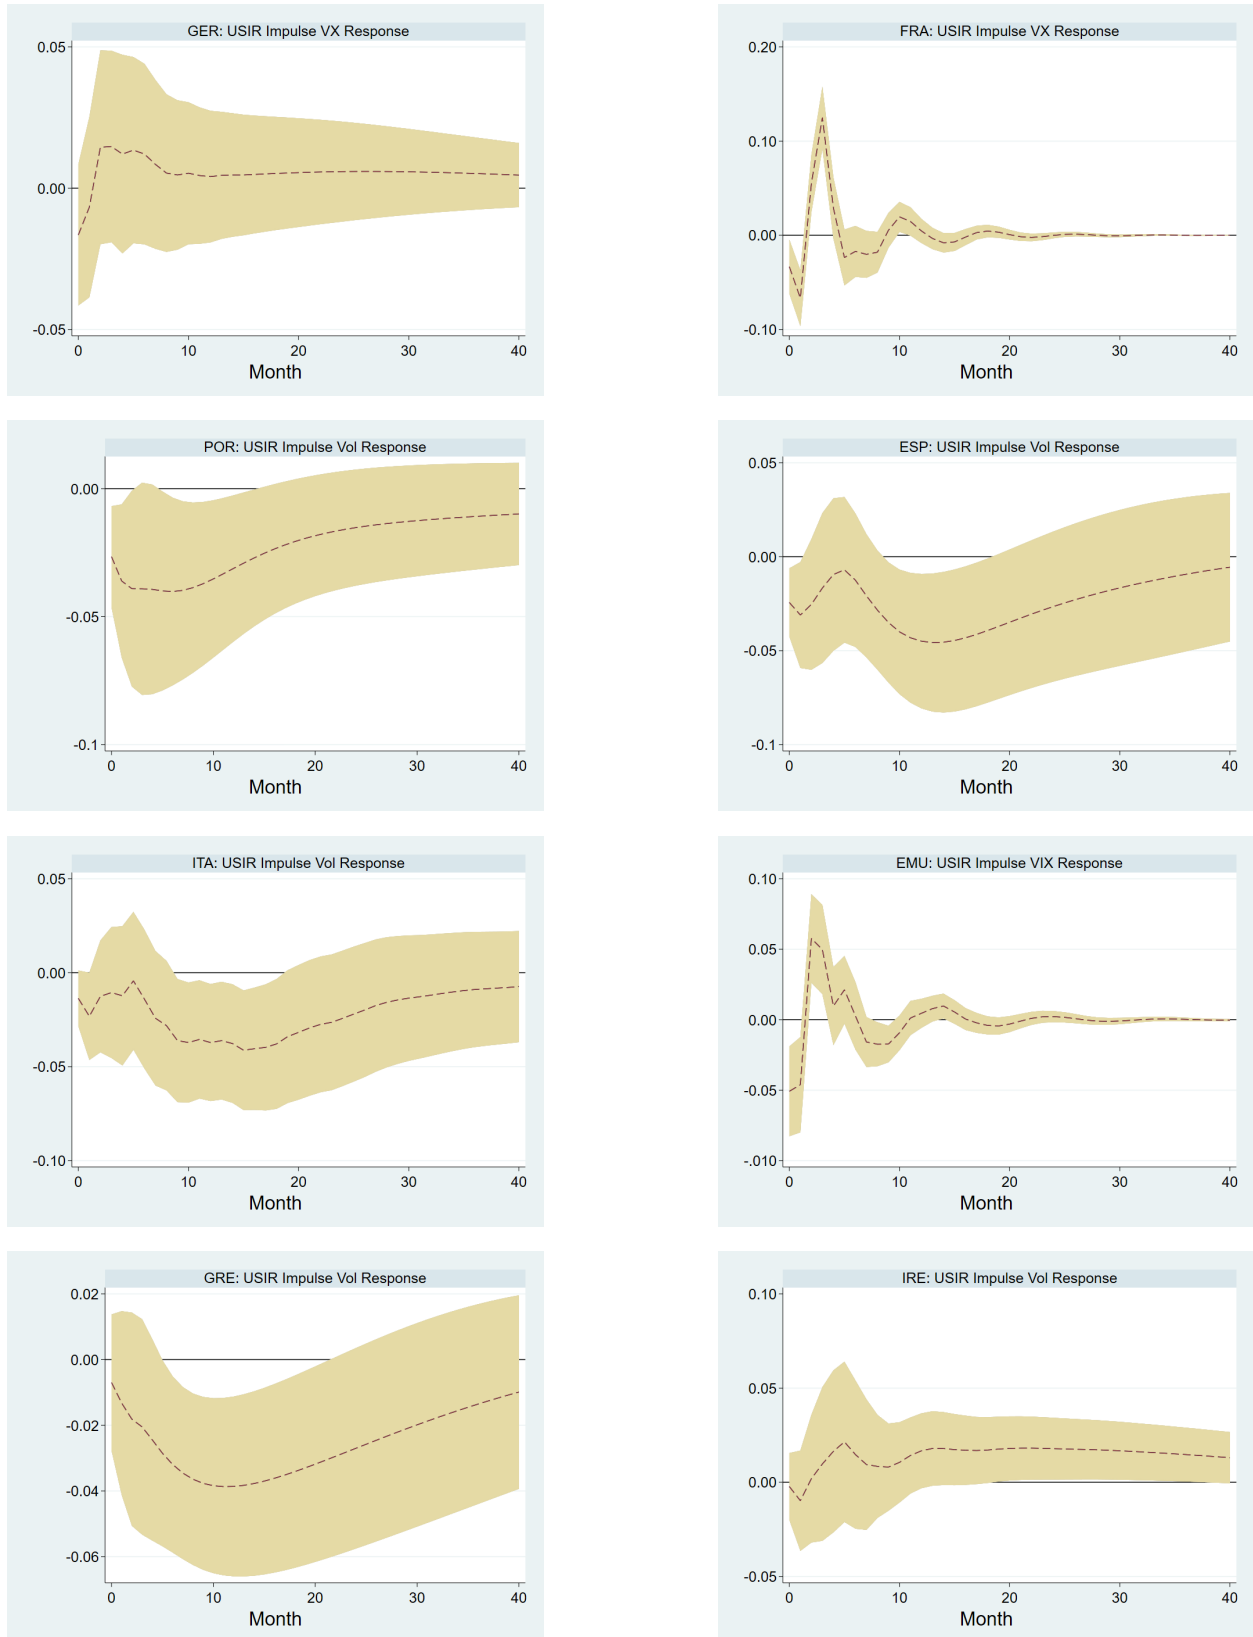 GER: USIR Impulse VX Response
0.05
0.00
-0.05
0 10 20 30 40
Month
FRA: USIR Impulse VX Response
0.20
0.10
0.00
-0.10
0 10 20 30 40
Month
POR: USIR Impulse Vol Response
0.00
-0.05
-0.1
0 10 20 30 40
Month
ESP: USIR Impulse Vol Response
0.05
0.00
-0.05
-0.1
0 10 20 30 40
Month
ITA: USIR Impulse Vol Response
0.05
0.00
-0.05
-0.10
0 10 20 30 40
Month
EMU: USIR Impulse VIX Response
0.10
0.05
0.00
-0.05
-.010
0 10 20 30 40
Month
GRE: USIR Impulse Vol Response
0.02
0.00
-0.02
-0.04
-0.06
0 10 20 30 40
Month
IRE: USIR Impulse Vol Response
0.10
0.05
0.00
-0.05
0 10 20 30 40
Month